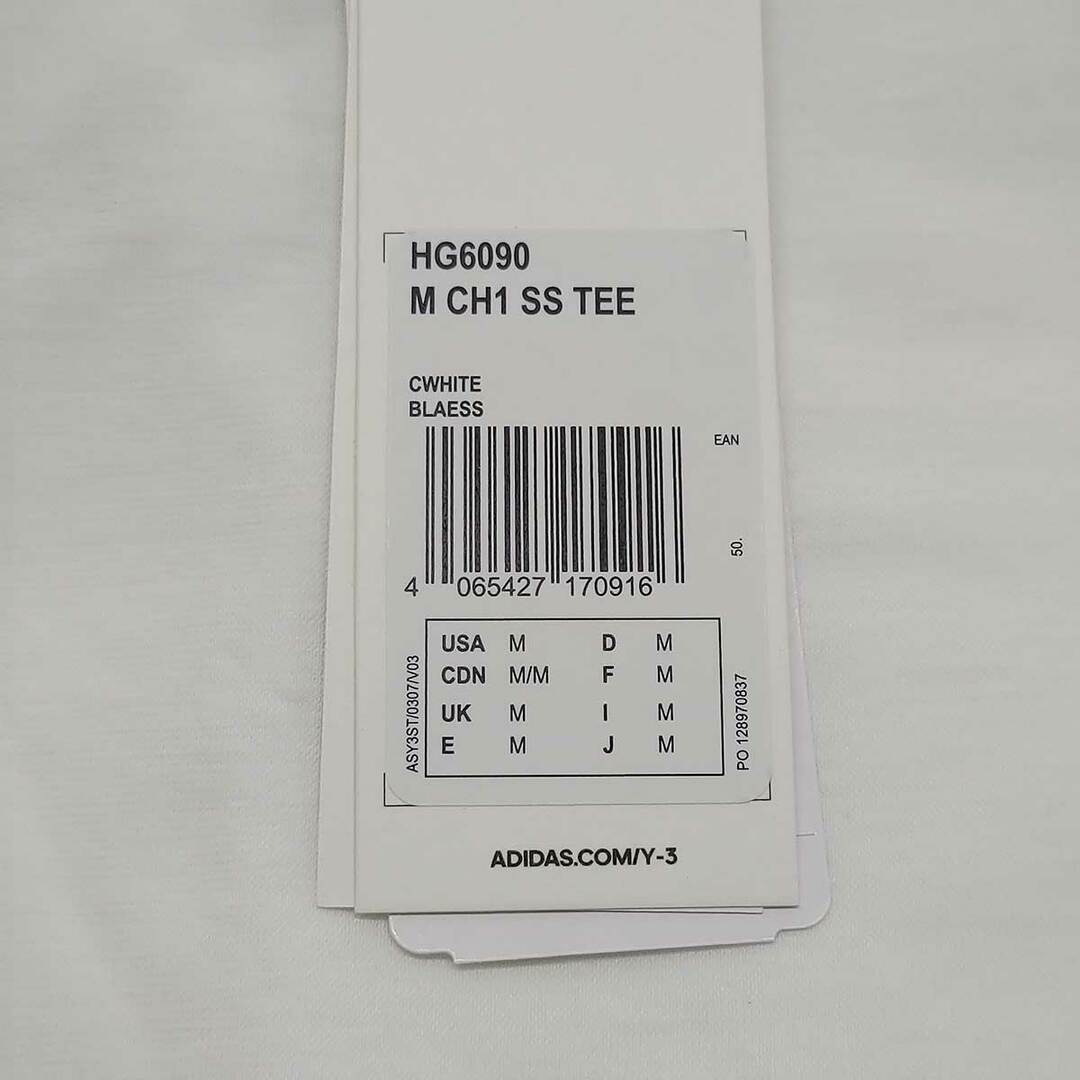 HG6090
M CH1 SS TEE
CWHITE
BLAESS
EAN
50.
4 065427 170916
USA M D M
CDN M/M F M
UK M I M
E M J M
ASY3ST/0307/V03
PO 128970837
ADIDAS.COM/Y-3